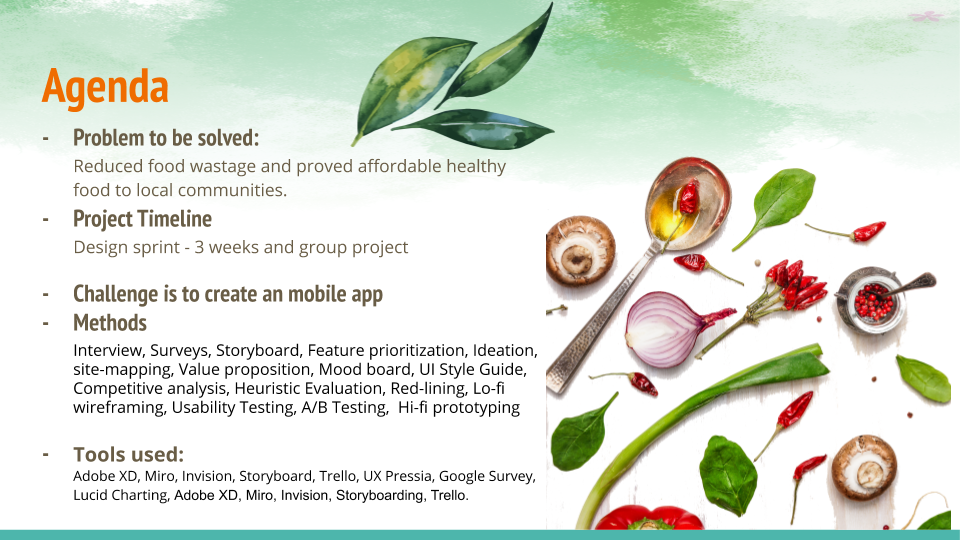 Agenda
- Problem to be solved:
Reduced food wastage and proved affordable healthy
food to local communities.
- Project Timeline
Design sprint - 3 weeks and group project
- Challenge is to create an mobile app
- Methods
Interview, Surveys, Storyboard, Feature prioritization, Ideation,
site-mapping, Value proposition, Mood board, UI Style Guide,
Competitive analysis, Heuristic Evaluation, Red-lining, Lo-fi
wireframing, Usability Testing, A/B Testing,  Hi-fi prototyping
- Tools used:
Adobe XD, Miro, Invision, Storyboard, Trello, UX Pressia, Google Survey,
Lucid Charting, Adobe XD, Miro, Invision, Storyboarding, Trello.